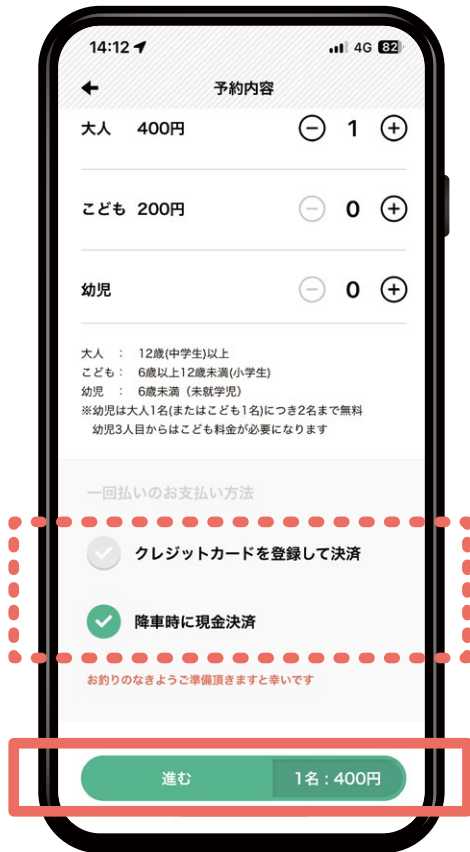 14:12 4G 82
予約内容
大人 400円 1
こども 200円 0
幼児 0
大人 : 12歳(中学生)以上
こども : 6歳以上12歳未満(小学生)
幼児 : 6歳未満(未就学児)
※幼児は大人1名(またはこども1名)につき2名まで無料
幼児3人目からはこども料金が必要になります
一回払いのお支払い方法
クレジットカードを登録して決済
降車時に現金決済
お釣りのなきようご準備頂きますと幸いです
進む 1名 : 400円